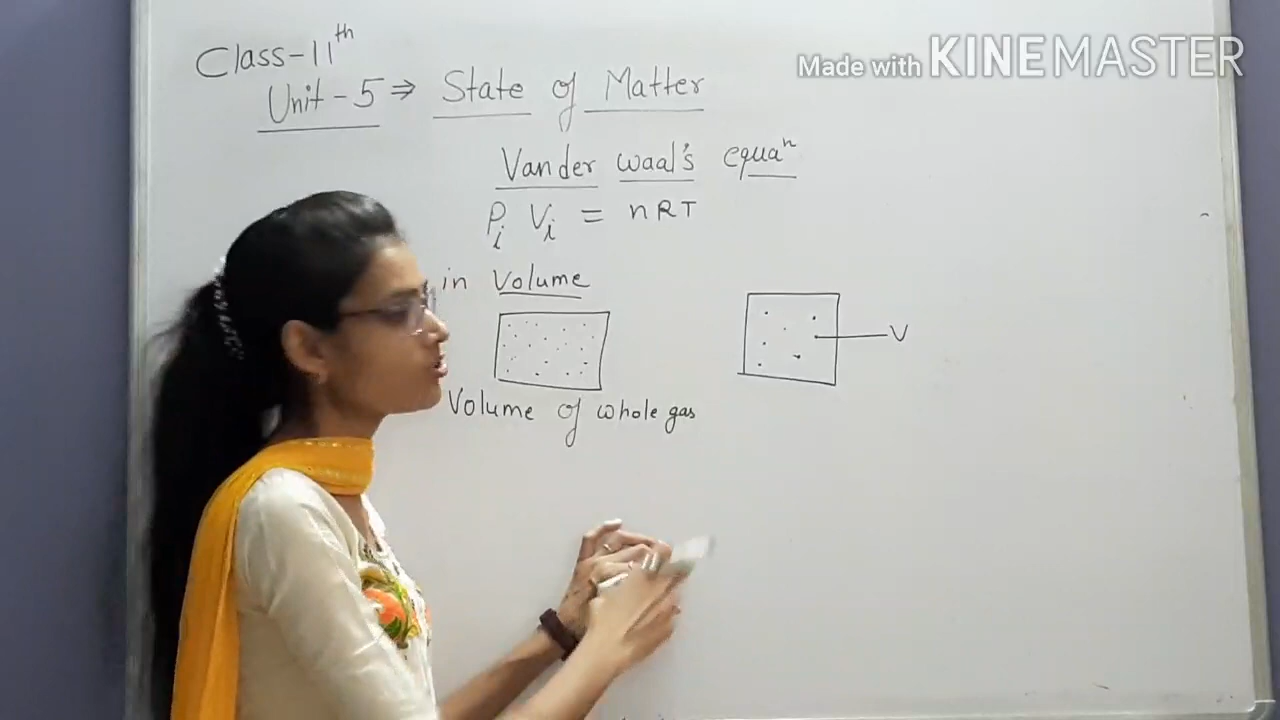 Class-11th
Made with KINEMASTER
Unit-5 ⇒ State of Matter
Vander waal's equaⁿ
Pi Vi = nRT
in Volume
V
Volume of whole gas